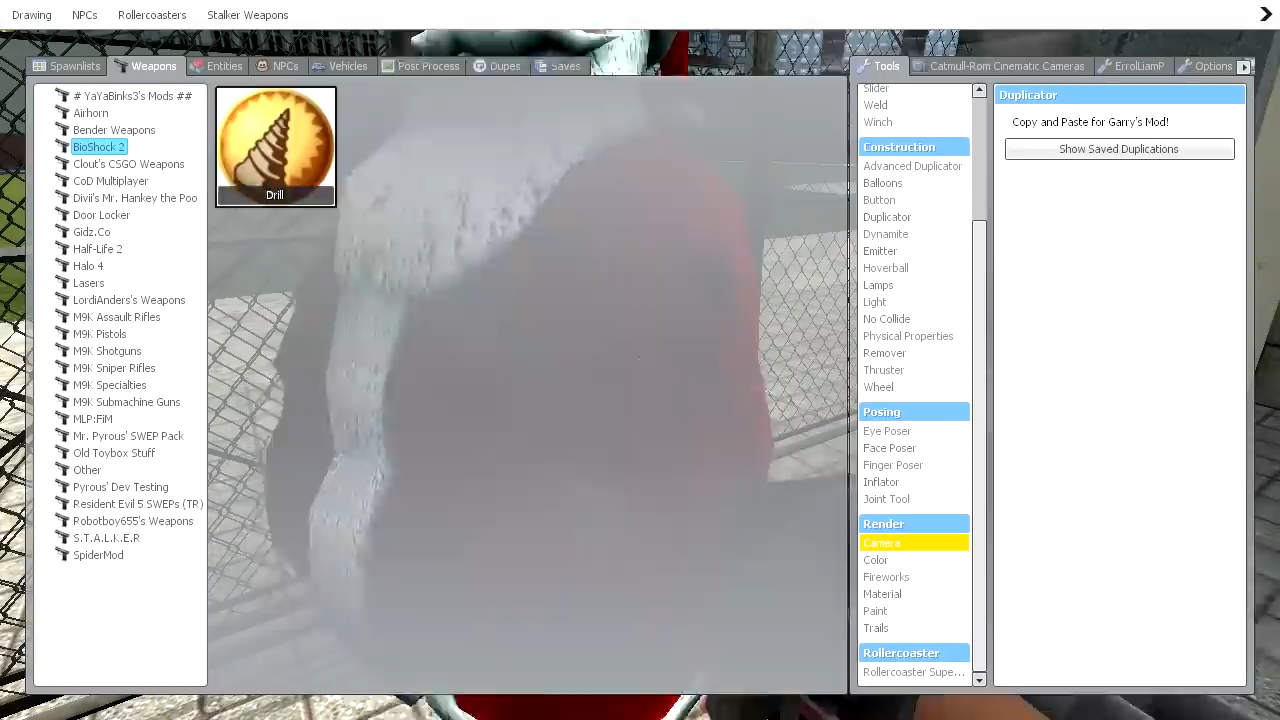 Drawing NPCs Rollercoasters Stalker Weapons
Spawnlists Weapons Entities NPCs Vehicles Post Process Dupes Saves
Tools Catmull-Rom Cinematic Cameras ErrolLiamP Options
# YaYaBinks3's Mods ##
Airhorn
Bender Weapons
BioShock 2
Clout's CSGO Weapons
CoD Multiplayer
Divii's Mr. Hankey the Poo
Door Locker
Gidz.Co
Half-Life 2
Halo 4
Lasers
LordiAnders's Weapons
M9K Assault Rifles
M9K Pistols
M9K Shotguns
M9K Sniper Rifles
M9K Specialties
M9K Submachine Guns
MLP:FiM
Mr. Pyrous' SWEP Pack
Old Toybox Stuff
Other
Pyrous' Dev Testing
Resident Evil 5 SWEPs (TR)
Robotboy655's Weapons
S.T.A.L.K.E.R
SpiderMod
Drill
Slider
Weld
Winch
Construction
Advanced Duplicator
Balloons
Button
Duplicator
Dynamite
Emitter
Hoverball
Lamps
Light
No Collide
Physical Properties
Remover
Thruster
Wheel
Posing
Eye Poser
Face Poser
Finger Poser
Inflator
Joint Tool
Render
Camera
Color
Fireworks
Material
Paint
Trails
Rollercoaster
Rollercoaster Supe...
Duplicator
Copy and Paste for Garry's Mod!
Show Saved Duplications